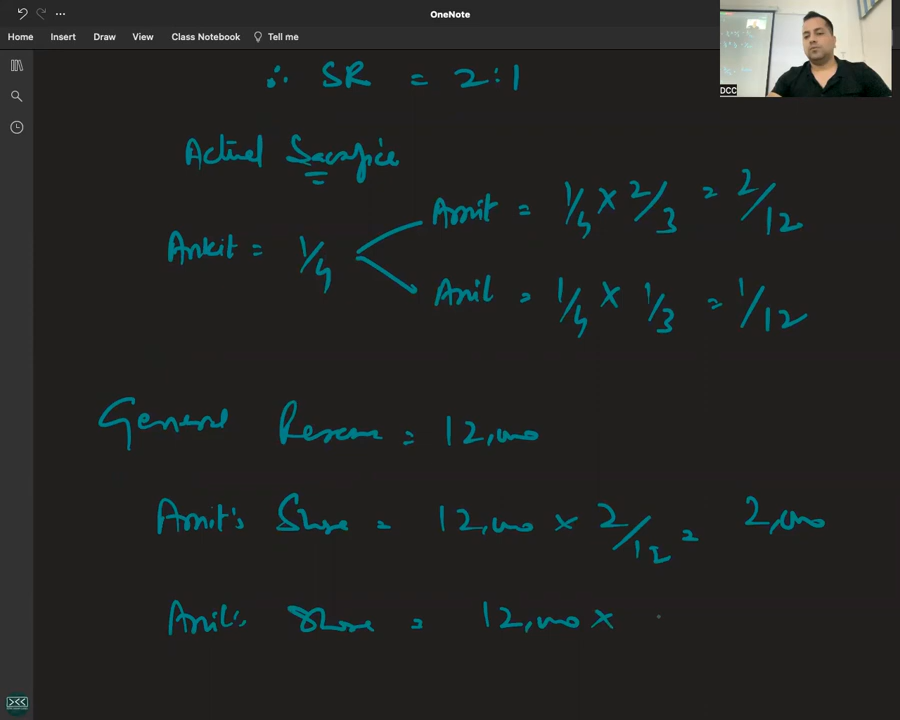 OneNote
Home Insert Draw View Class Notebook Tell me
DCC
∴ SR = 2:1
Actual Sacrifice
Amit = 1/4 × 2/3 = 2/12
Ankit = 1/4
Anil = 1/4 × 1/3 = 1/12
General Reserve = 12,000
Amit's Share = 12,000 × 2/12 = 2,000
Anil's Share = 12,000 ×